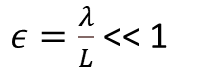 ϵ = λ/L << 1